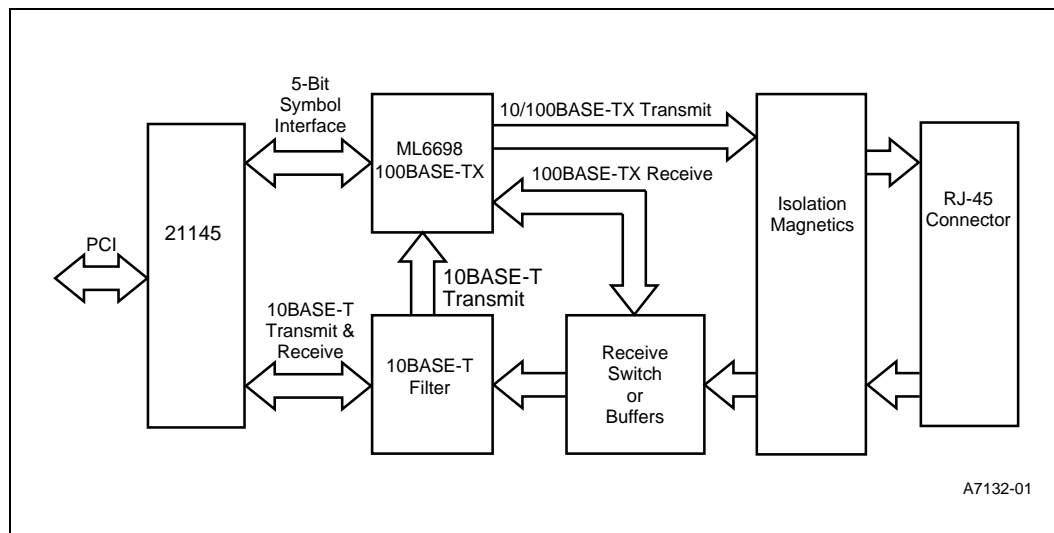 5-Bit
Symbol
Interface
10/100BASE-TX Transmit
ML6698
100BASE-TX
100BASE-TX Receive
Isolation
Magnetics
RJ-45
Connector
21145
PCI
10BASE-T
Transmit
10BASE-T
Transmit &
Receive
10BASE-T
Filter
Receive
Switch
or
Buffers
A7132-01